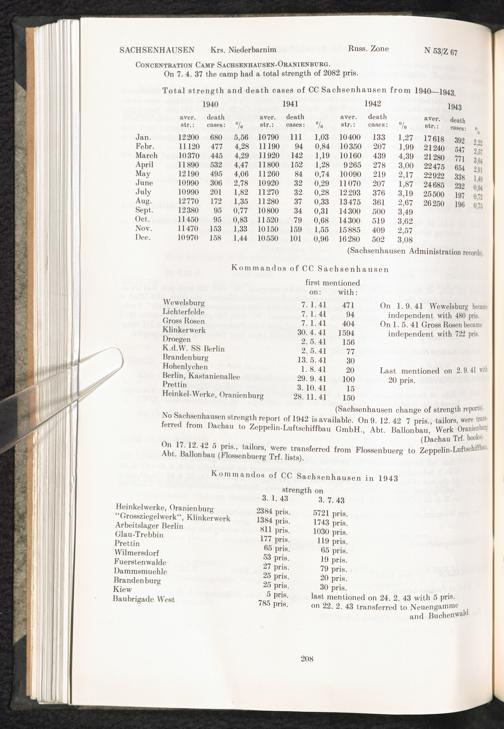 SACHSENHAUSEN Krs. Niederbarnim Russ. Zone N 53/Z 67
CONCENTRATION CAMP SACHSENHAUSEN-ORANIENBURG.
On 7. 4. 37 the camp had a total strength of 2082 pris.
Total strength and death cases of CC Sachsenhausen from 1940—1943.
1940 1941 1942 1943
aver. death aver. death aver. death aver. death
str.: cases: % str.: cases: % str.: cases: % str.: cases: %
Jan. 12200 680 5,56 10790 111 1,03 10400 133 1,27 17618 392 2,22
Febr. 11120 477 4,28 11190 94 0,84 10350 207 1,99 21240 547 2,57
March 10370 445 4,29 11920 142 1,19 10160 439 4,39 21280 771 3,64
April 11890 532 4,47 11800 152 1,28 9265 278 3,00 22475 654 2,91
May 12190 495 4,06 11260 84 0,74 10090 219 2,17 22922 338 1,49
June 10990 306 2,78 10920 32 0,29 11070 207 1,87 24685 232 0,94
July 10990 201 1,82 11270 32 0,28 12293 376 3,19 25500 197 0,72
Aug. 12770 172 1,35 11280 37 0,33 13475 361 2,67 26250 196 0,75
Sept. 12380 95 0,77 10800 34 0,31 14300 500 3,49
Oct. 11450 95 0,83 11520 79 0,68 14300 519 3,62
Nov. 11470 153 1,33 10150 159 1,55 15885 409 2,57
Dec. 10970 158 1,44 10550 101 0,96 16280 502 3,08
(Sachsenhausen Administration records).
Kommandos of CC Sachsenhausen
first mentioned
on: with:
Wewelsburg 7. 1. 41 471 On 1. 9. 41 Wewelsburg became
Lichterfelde 7. 1. 41 94 independent with 480 pris.
Gross Rosen 7. 1. 41 404 On 1. 5. 41 Gross Rosen became
Klinkerwerk 30. 4. 41 1594 independent with 722 pris.
Droegen 2. 5. 41 156
K.d.W. SS Berlin 2. 5. 41 77
Brandenburg 13. 5. 41 30
Hohenlychen 1. 8. 41 20 Last mentioned on 2. 9. 41 with
Berlin, Kastanienallee 29. 9. 41 100 20 pris.
Prettin 3. 10. 41 15
Heinkel-Werke, Oranienburg 28. 11. 41 150
(Sachsenhausen change of strength reports).
No Sachsenhausen strength report of 1942 is available. On 9. 12. 42 7 pris., tailors, were trans-
ferred from Dachau to Zeppelin-Luftschiffbau GmbH., Abt. Ballonbau, Werk Oranienburg
(Dachau Trf. books).
On 17. 12. 42 5 pris., tailors, were transferred from Flossenburg to Zeppelin-Luftschiffbau,
Abt. Ballonbau (Flossenbuerg Trf. lists).
Kommandos of CC Sachsenhausen in 1943
strength on
3. 1. 43 3. 7. 43
Heinkelwerke, Oranienburg 2384 pris. 5721 pris.
"Grossziegelwerk", Klinkerwerk 1384 pris. 1743 pris.
Arbeitslager Berlin 811 pris. 1030 pris.
Glau-Trebbin 177 pris. 119 pris.
Prettin 65 pris. 65 pris.
Wilmersdorf 53 pris. 19 pris.
Fuerstenwalde 27 pris. 79 pris.
Dammsmuehle 25 pris. 20 pris.
Brandenburg 25 pris. 30 pris.
Kiew 5 pris. last mentioned on 24. 2. 43 with 5 pris.
Baubrigade West 785 pris. on 22. 2. 43 transferred to Neuengamme
and Buchenwald.
208